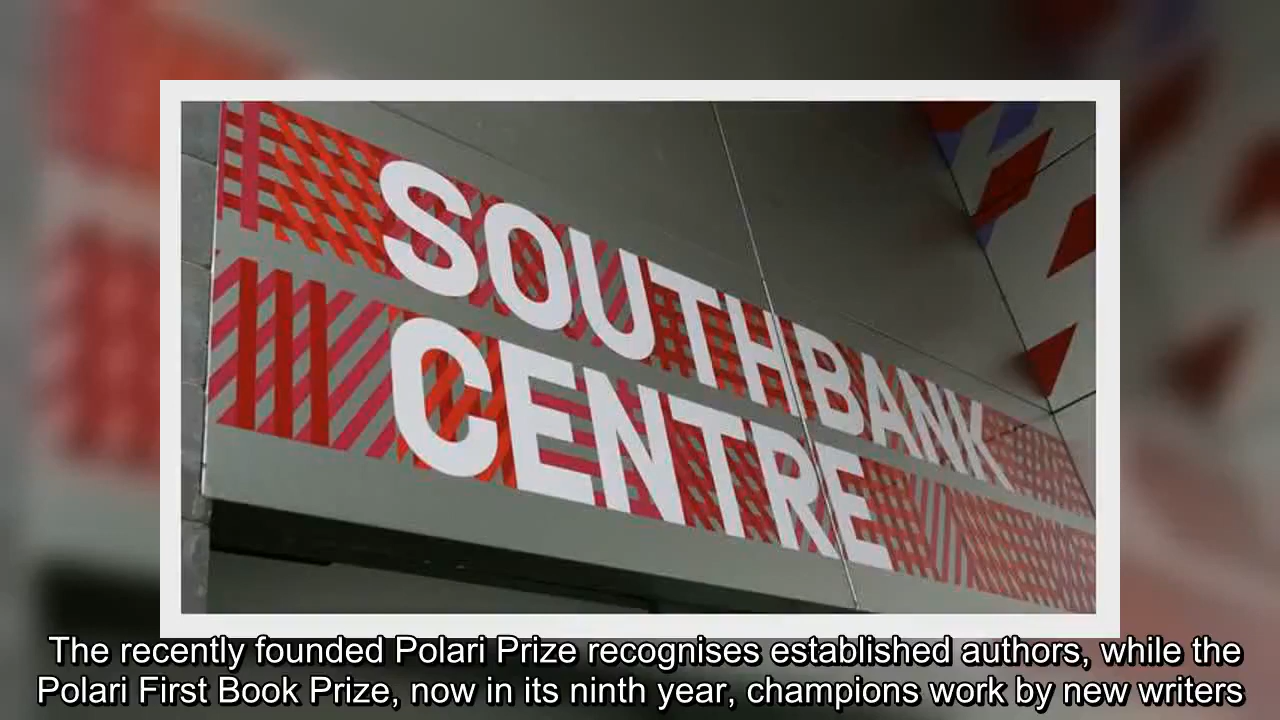 SOUTHBANK
CENTRE
The recently founded Polari Prize recognises established authors, while the
Polari First Book Prize, now in its ninth year, champions work by new writers